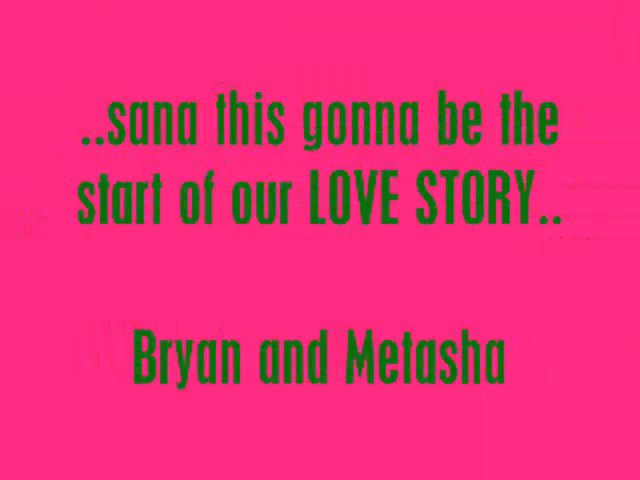 ..sana this gonna be the
start of our LOVE STORY..
Bryan and Metasha